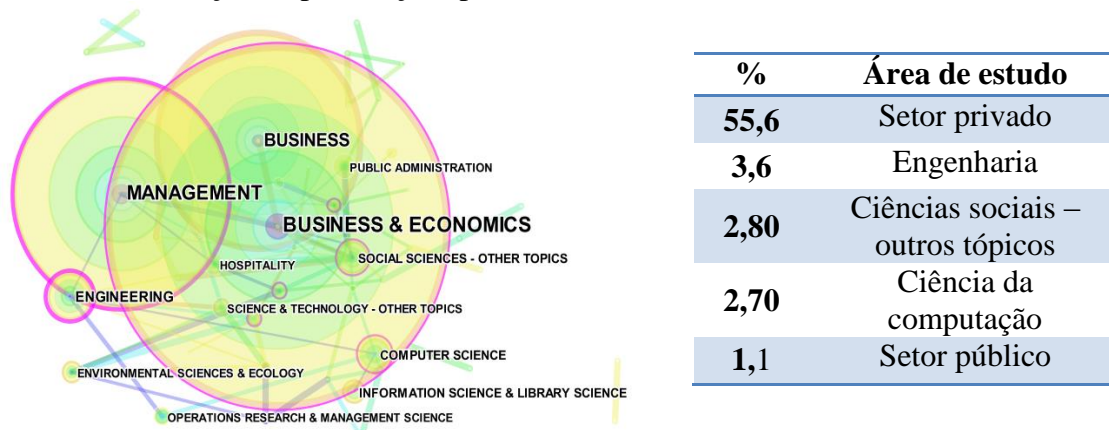 BUSINESS
PUBLIC ADMINISTRATION
MANAGEMENT
BUSINESS & ECONOMICS
SOCIAL SCIENCES - OTHER TOPICS
HOSPITALITY
ENGINEERING
SCIENCE & TECHNOLOGY - OTHER TOPICS
COMPUTER SCIENCE
ENVIRONMENTAL SCIENCES & ECOLOGY
INFORMATION SCIENCE & LIBRARY SCIENCE
OPERATIONS RESEARCH & MANAGEMENT SCIENCE
% Área de estudo
55,6 Setor privado
3,6 Engenharia
2,80 Ciências sociais –
outros tópicos
2,70 Ciência da
computação
1,1 Setor público